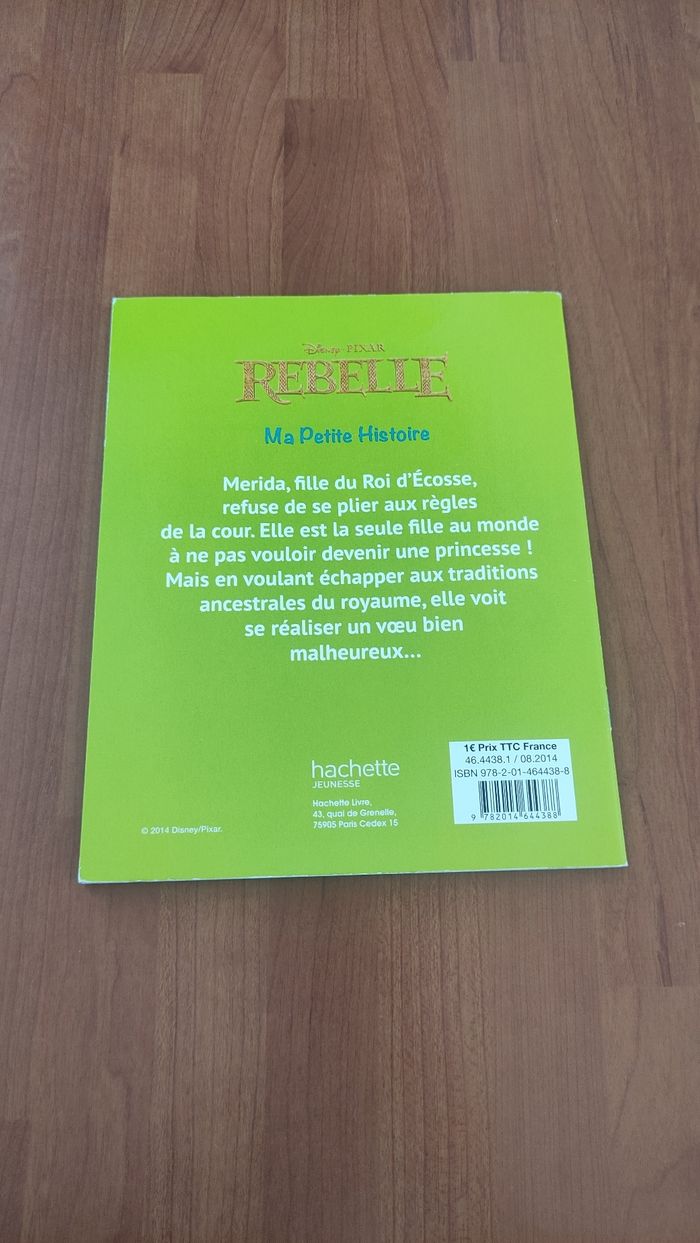 Disney · PIXAR
REBELLE
Ma Petite Histoire
Merida, fille du Roi d'Écosse,
refuse de se plier aux règles
de la cour. Elle est la seule fille au monde
à ne pas vouloir devenir une princesse !
Mais en voulant échapper aux traditions
ancestrales du royaume, elle voit
se réaliser un vœu bien
malheureux...
hachette
JEUNESSE
Hachette Livre,
43, quai de Grenelle,
75905 Paris Cedex 15
© 2014 Disney/Pixar.
1€ Prix TTC France
46.4438.1 / 08.2014
ISBN 978-2-01-464438-8
9 782014 644388